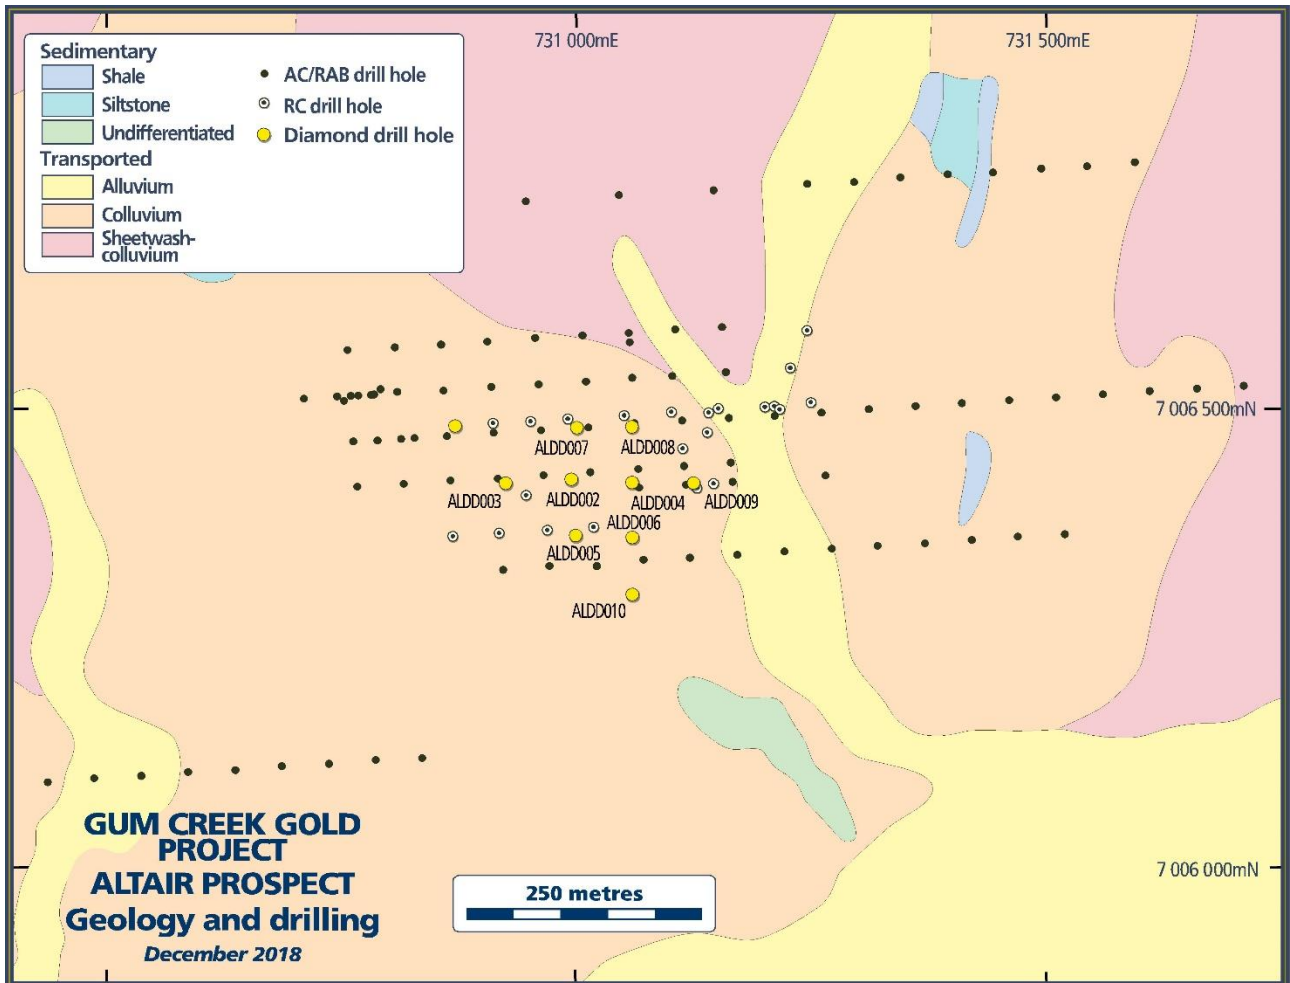 731 000mE
731 500mE
Sedimentary
Shale
Siltstone
Undifferentiated
Transported
Alluvium
Colluvium
Sheetwash-
colluvium
AC/RAB drill hole
RC drill hole
Diamond drill hole
7 006 500mN
ALDD007
ALDD008
ALDD003
ALDD002
ALDD004
ALDD009
ALDD006
ALDD005
ALDD010
7 006 000mN
GUM CREEK GOLD
PROJECT
ALTAIR PROSPECT
Geology and drilling
December 2018
250 metres